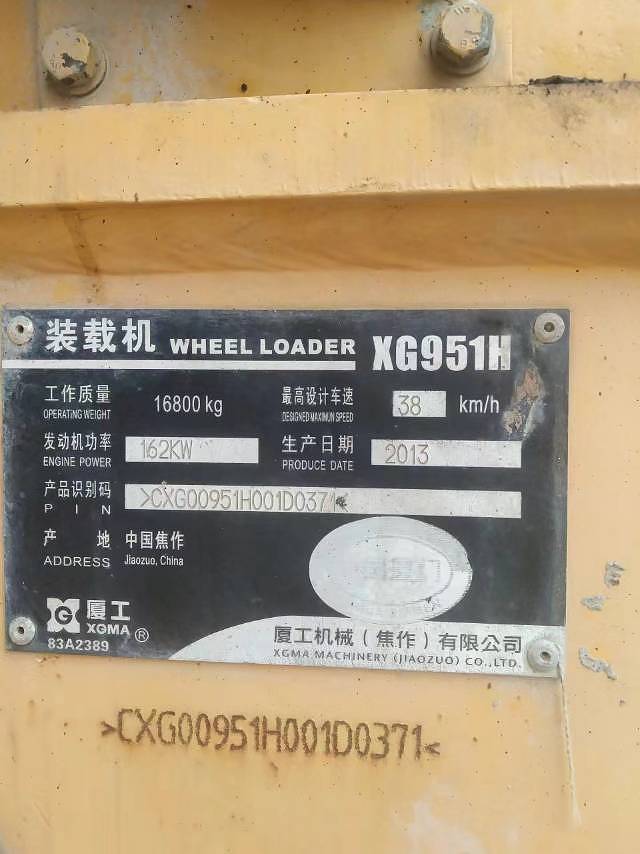 装载机 WHEEL LOADER XG951H
工作质量 16800 kg 最高设计车速 38 km/h
OPERATING WEIGHT DESIGNED MAXIMUN SPEED
发动机功率 162KW 生产日期 2013
ENGINE POWER PRODUCE DATE
产品识别码 >CXG00951H001D0371<
P I N
产 地 中国焦作
ADDRESS Jiaozuo, China
厦工
XGMA ®
83A2389
厦工机械(焦作)有限公司
XGMA MACHINERY (JIAOZUO) CO.,LTD.
>CXG00951H001D0371<